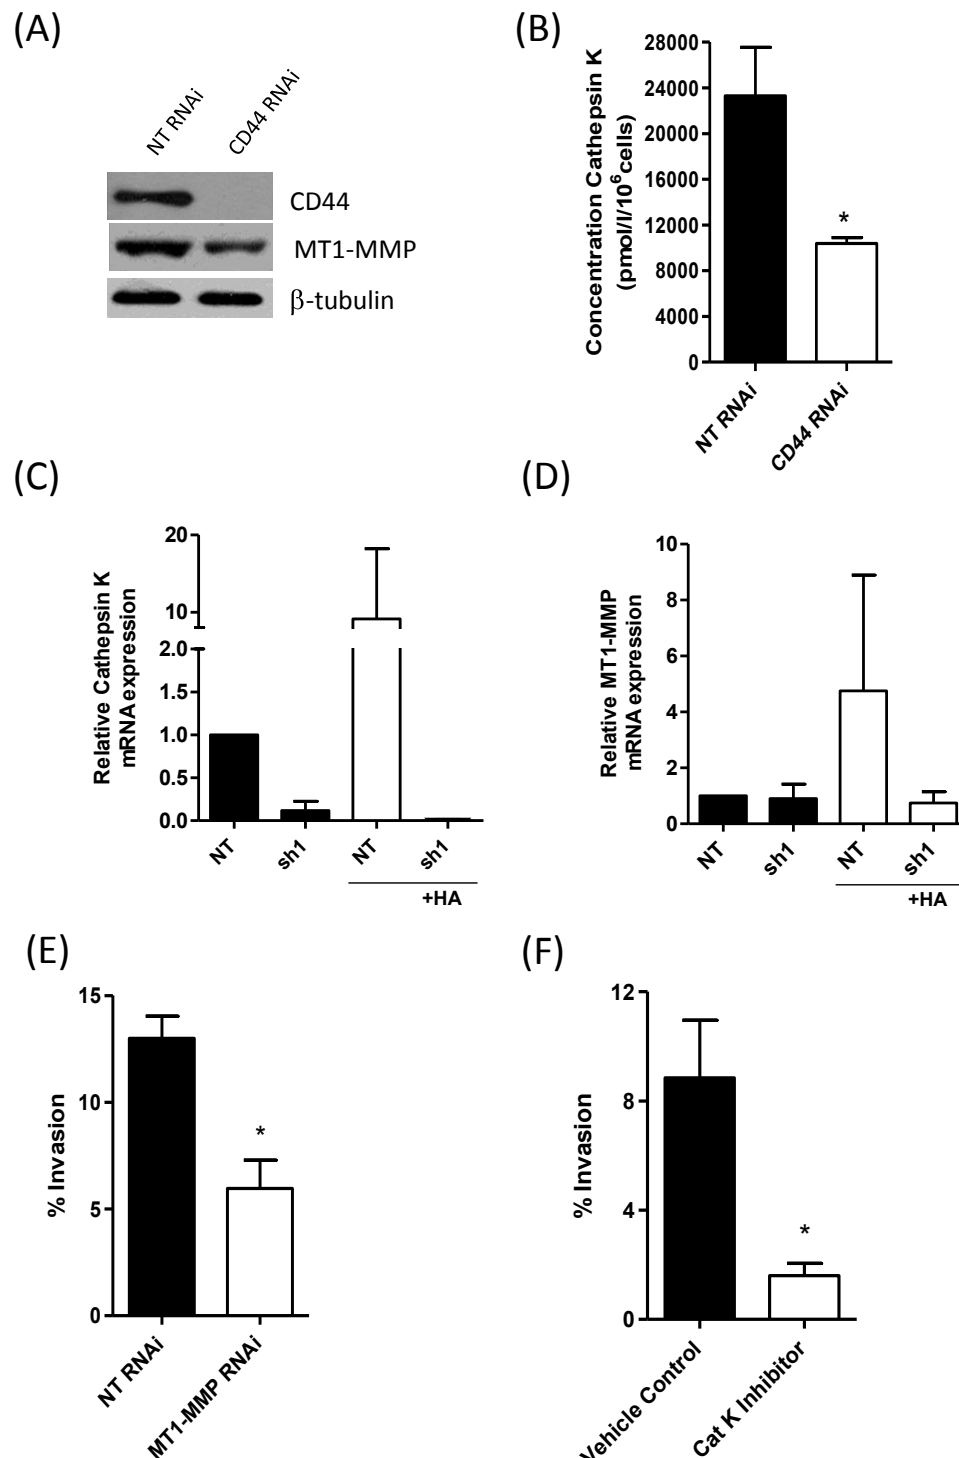 (A)
NT RNAi
CD44 RNAi
CD44
MT1-MMP
β-tubulin
(B)
Concentration Cathepsin K
(pmol/l/10⁶cells)
28000
24000
20000
16000
12000
8000
4000
0
*
NT RNAi
CD44 RNAi
(C)
Relative Cathepsin K
mRNA expression
20
10
2.0
1.5
1.0
0.5
0.0
NT
sh1
NT
sh1
+HA
(D)
Relative MT1-MMP
mRNA expression
10
8
6
4
2
0
NT
sh1
NT
sh1
+HA
(E)
% Invasion
15
10
5
0
*
NT RNAi
MT1-MMP RNAi
(F)
% Invasion
12
8
4
0
*
Vehicle Control
Cat K Inhibitor